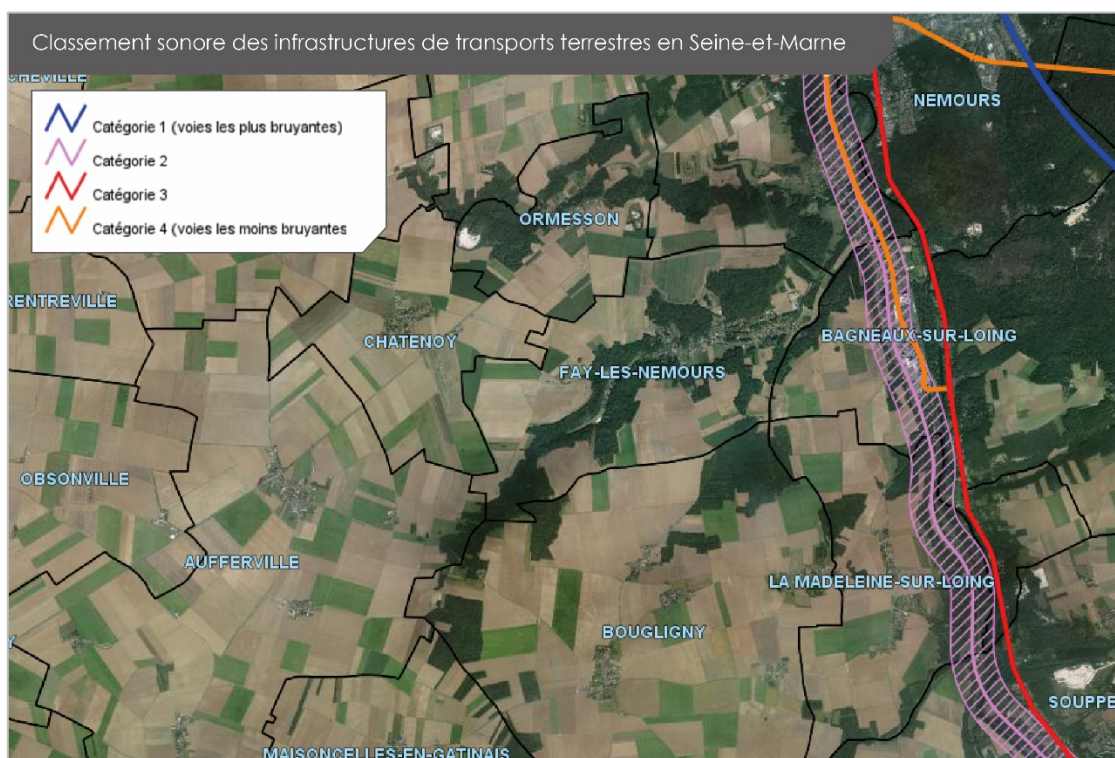 Classement sonore des infrastructures de transports terrestres en Seine-et-Marne
CHEVILLE
Catégorie 1 (voies les plus bruyantes)
Catégorie 2
Catégorie 3
Catégorie 4 (voies les moins bruyantes
NEMOURS
ORMESSON
RENTREVILLE
CHATENOY
BAGNEAUX-SUR-LOING
FAY-LES-NEMOURS
OBSONVILLE
AUFFERVILLE
LA MADELEINE-SUR-LOING
BOUGLIGNY
Y
SOUPPE
MAISONCELLES-EN-GATINAIS